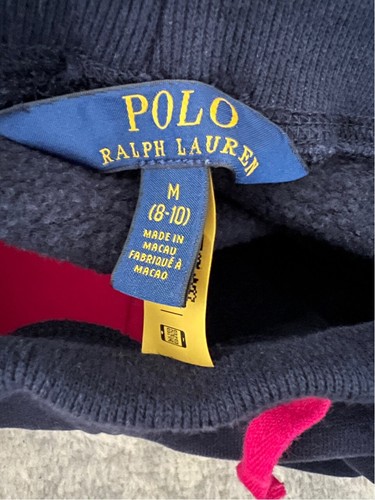 POLO
RALPH LAUREN
M
(8-10)
MADE IN
MACAU
FABRIQUÉ À
MACAO